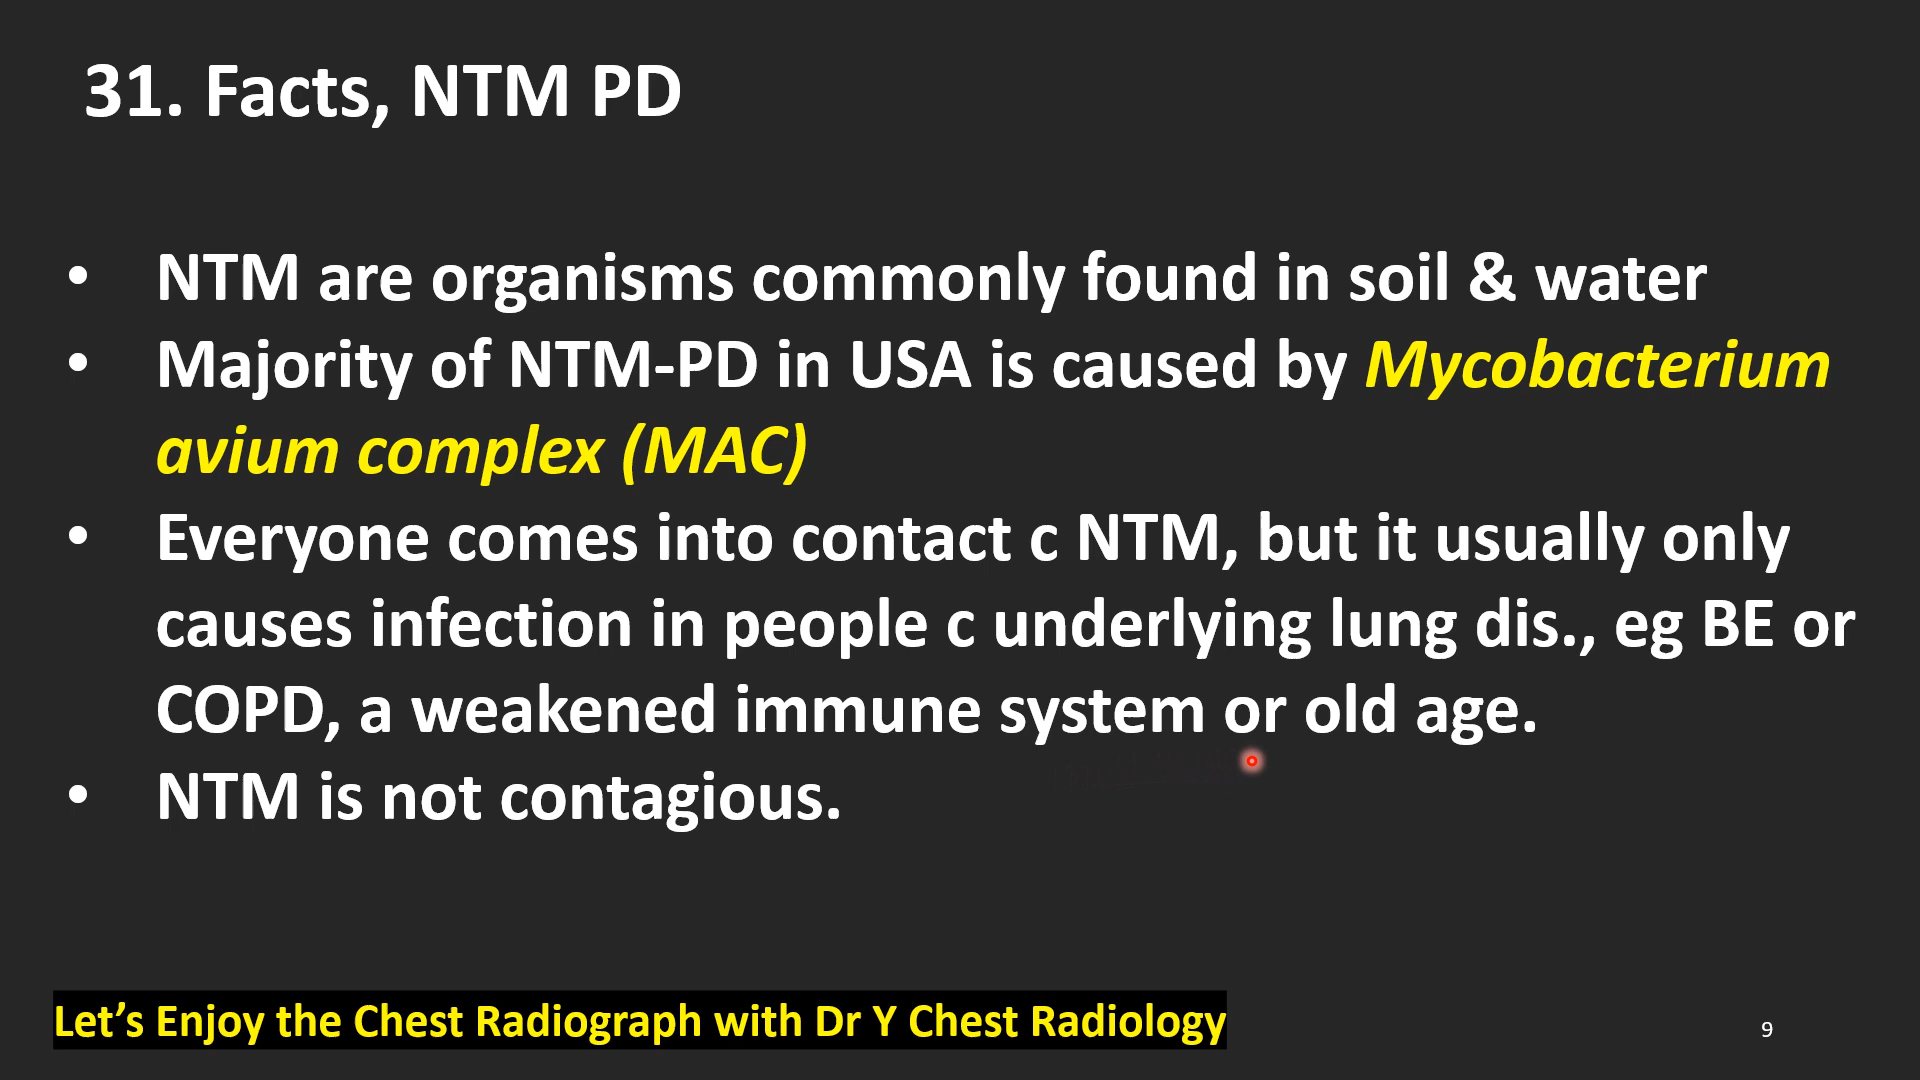 31. Facts, NTM PD
• NTM are organisms commonly found in soil & water
• Majority of NTM-PD in USA is caused by Mycobacterium
avium complex (MAC)
• Everyone comes into contact c NTM, but it usually only
causes infection in people c underlying lung dis., eg BE or
COPD, a weakened immune system or old age.
• NTM is not contagious.
Let’s Enjoy the Chest Radiograph with Dr Y Chest Radiology
9